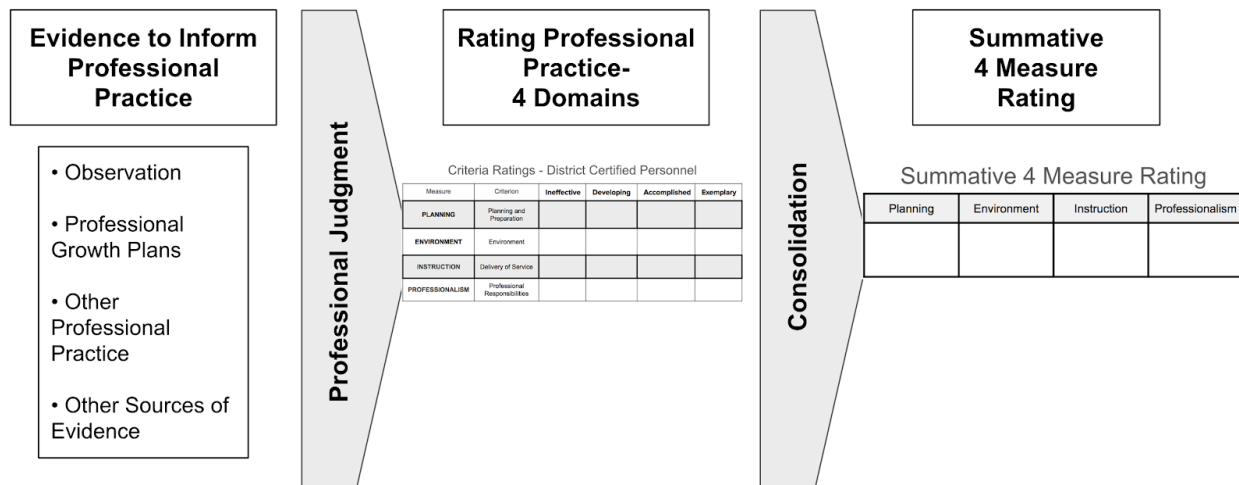 Evidence to Inform
Professional
Practice
• Observation
• Professional
Growth Plans
• Other
Professional
Practice
• Other Sources of
Evidence
Professional Judgment
Rating Professional
Practice-
4 Domains
Criteria Ratings - District Certified Personnel
Measure Criterion Ineffective Developing Accomplished Exemplary
PLANNING Planning and
Preparation
ENVIRONMENT Environment
INSTRUCTION Delivery of Service
PROFESSIONALISM Professional
Responsibilities
Consolidation
Summative
4 Measure
Rating
Summative 4 Measure Rating
Planning Environment Instruction Professionalism